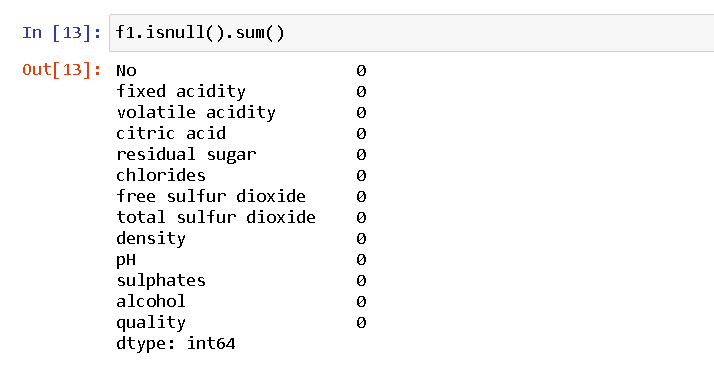 In [13]: f1.isnull().sum()
Out[13]: No 0
fixed acidity 0
volatile acidity 0
citric acid 0
residual sugar 0
chlorides 0
free sulfur dioxide 0
total sulfur dioxide 0
density 0
pH 0
sulphates 0
alcohol 0
quality 0
dtype: int64